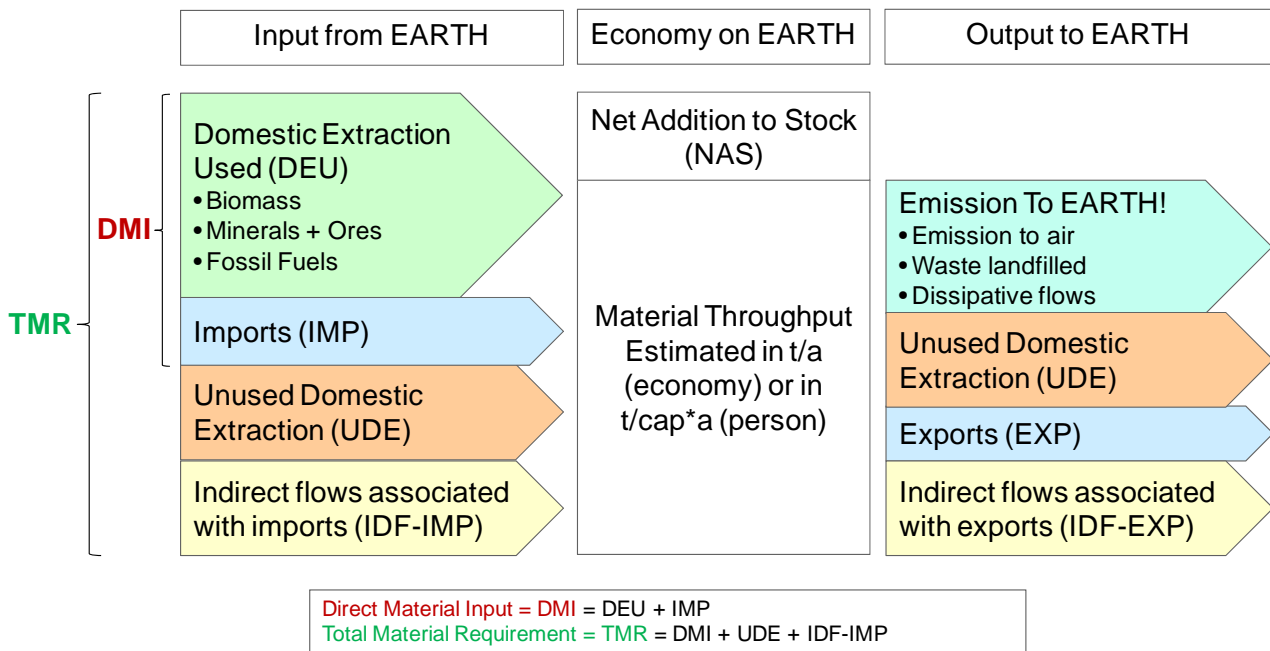 Input from EARTH
Economy on EARTH
Output to EARTH
TMR
DMI
Domestic Extraction
Used (DEU)
• Biomass
• Minerals + Ores
• Fossil Fuels
Imports (IMP)
Unused Domestic
Extraction (UDE)
Indirect flows associated
with imports (IDF-IMP)
Net Addition to Stock
(NAS)
Material Throughput
Estimated in t/a
(economy) or in
t/cap*a (person)
Emission To EARTH!
• Emission to air
• Waste landfilled
• Dissipative flows
Unused Domestic
Extraction (UDE)
Exports (EXP)
Indirect flows associated
with exports (IDF-EXP)
Direct Material Input = DMI = DEU + IMP
Total Material Requirement = TMR = DMI + UDE + IDF-IMP